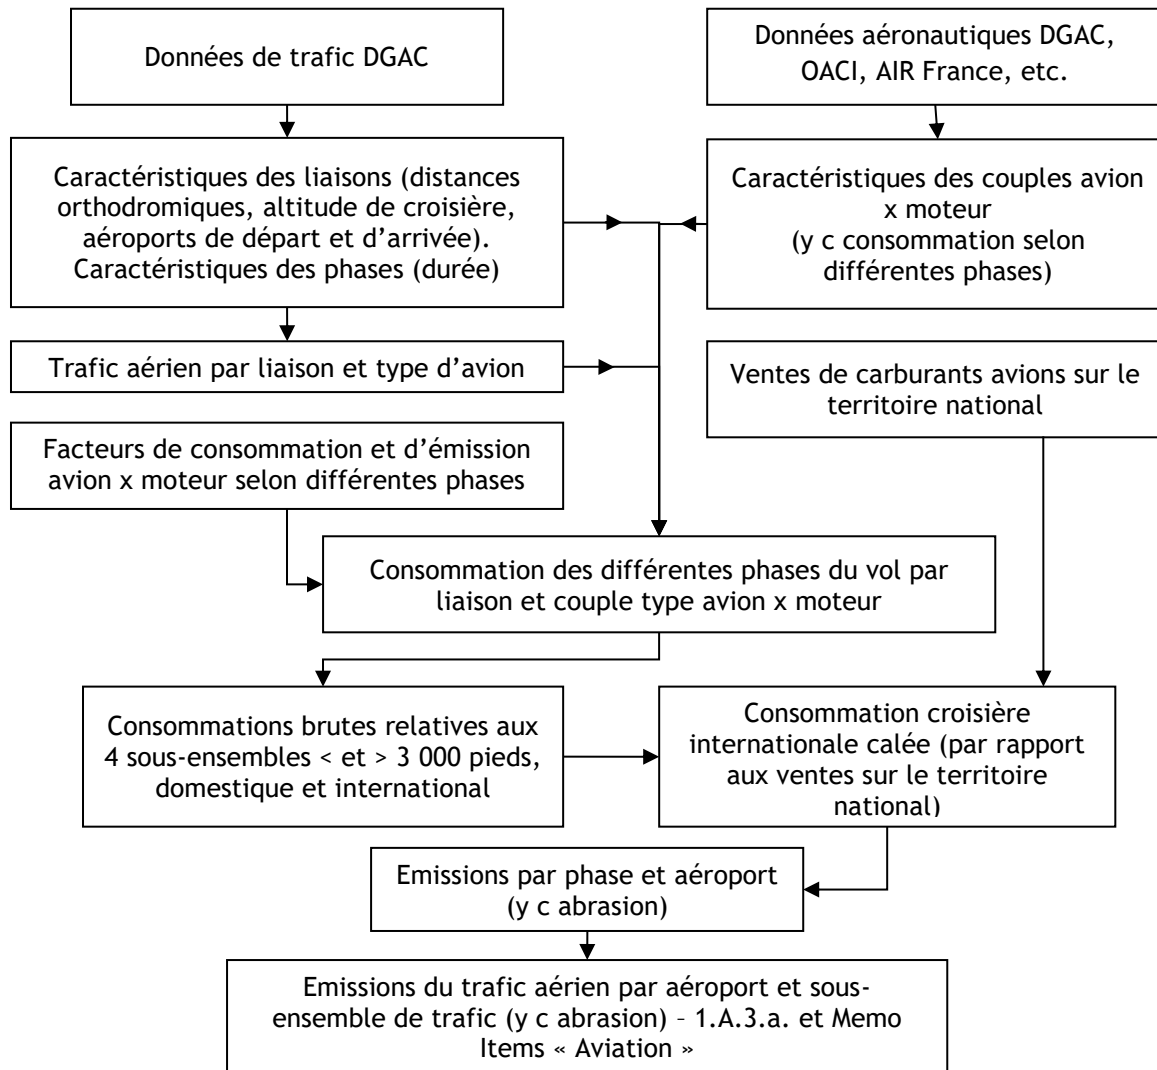 Données de trafic DGAC
Données aéronautiques DGAC,
OACI, AIR France, etc.
Caractéristiques des liaisons (distances
orthodromiques, altitude de croisière,
aéroports de départ et d’arrivée).
Caractéristiques des phases (durée)
Caractéristiques des couples avion
x moteur
(y c consommation selon
différentes phases)
Trafic aérien par liaison et type d’avion
Ventes de carburants avions sur le
territoire national
Facteurs de consommation et d’émission
avion x moteur selon différentes phases
Consommation des différentes phases du vol par
liaison et couple type avion x moteur
Consommations brutes relatives aux
4 sous-ensembles < et > 3 000 pieds,
domestique et international
Consommation croisière
internationale calée (par rapport
aux ventes sur le territoire
national)
Emissions par phase et aéroport
(y c abrasion)
Emissions du trafic aérien par aéroport et sous-
ensemble de trafic (y c abrasion) – 1.A.3.a. et Memo
Items « Aviation »